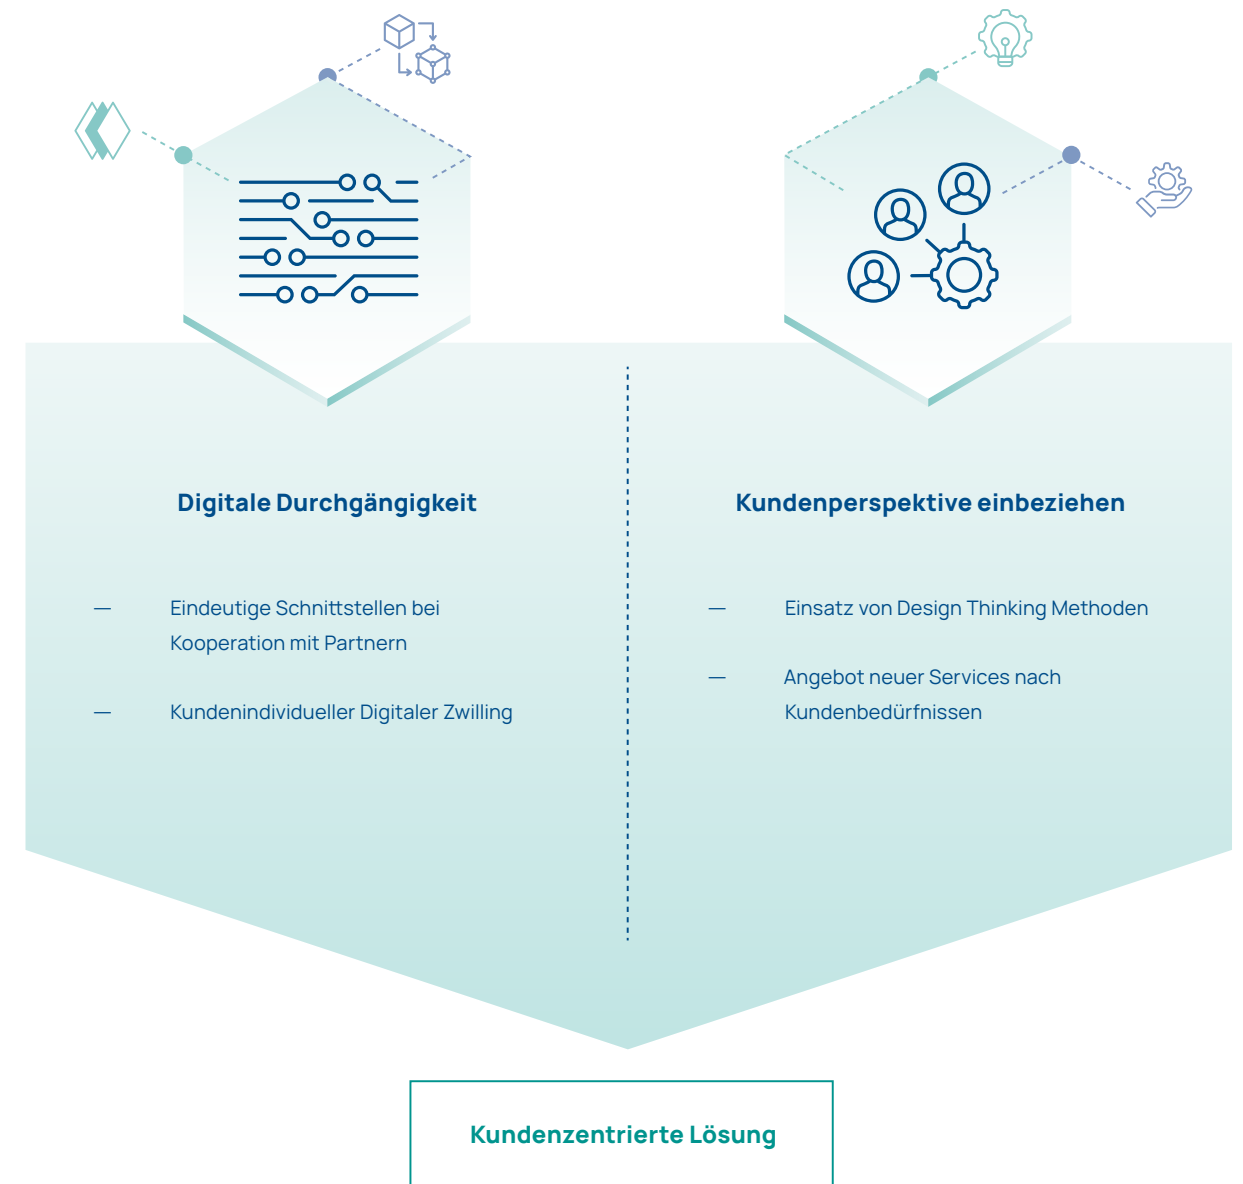 Digitale Durchgängigkeit
— Eindeutige Schnittstellen bei
Kooperation mit Partnern
— Kundenindividueller Digitaler Zwilling
Kundenperspektive einbeziehen
— Einsatz von Design Thinking Methoden
— Angebot neuer Services nach
Kundenbedürfnissen
Kundenzentrierte Lösung